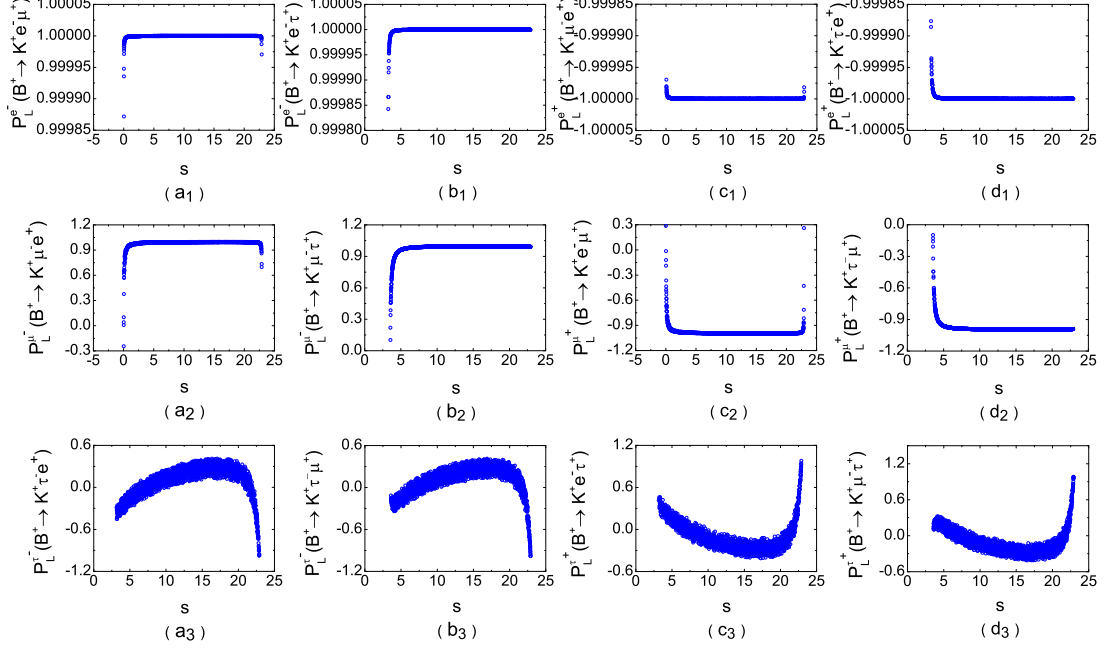 1.00005 1.00000 0.99995 0.99990 0.99985
-5 0 5 10 15 20 25
P_L^{e^-}(B^+→K^+e^-μ^+)
s
( a_1 )
1.00005 1.00000 0.99995 0.99990 0.99985 0.99980
0 5 10 15 20 25
P_L^{e^-}(B^+→K^+e^-τ^+)
s
( b_1 )
-0.99985 -0.99990 -0.99995 -1.00000 -1.00005
-5 0 5 10 15 20 25
P_L^{e^+}(B^+→K^+μ^-e^+)
s
( c_1 )
-0.99985 -0.99990 -0.99995 -1.00000 -1.00005
0 5 10 15 20 25
P_L^{e^+}(B^+→K^+τ^-e^+)
s
( d_1 )
1.2 0.9 0.6 0.3 0.0 -0.3
-5 0 5 10 15 20 25
P_L^{μ^-}(B^+→K^+μ^-e^+)
s
( a_2 )
1.2 0.9 0.6 0.3 0.0
0 5 10 15 20 25
P_L^{μ^-}(B^+→K^+μ^-τ^+)
s
( b_2 )
0.3 0.0 -0.3 -0.6 -0.9 -1.2
-5 0 5 10 15 20 25
P_L^{μ^+}(B^+→K^+e^-μ^+)
s
( c_2 )
0.0 -0.3 -0.6 -0.9 -1.2
0 5 10 15 20 25
P_L^{μ^+}(B^+→K^+τ^-μ^+)
s
( d_2 )
0.6 0.0 -0.6 -1.2
0 5 10 15 20 25
P_L^{τ^-}(B^+→K^+τ^-e^+)
s
( a_3 )
0.6 0.0 -0.6 -1.2
0 5 10 15 20 25
P_L^{τ^-}(B^+→K^+τ^-μ^+)
s
( b_3 )
1.2 0.6 0.0 -0.6
0 5 10 15 20 25
P_L^{τ^+}(B^+→K^+e^-τ^+)
s
( c_3 )
1.2 0.6 0.0 -0.6
0 5 10 15 20 25
P_L^{τ^+}(B^+→K^+μ^-τ^+)
s
( d_3 )